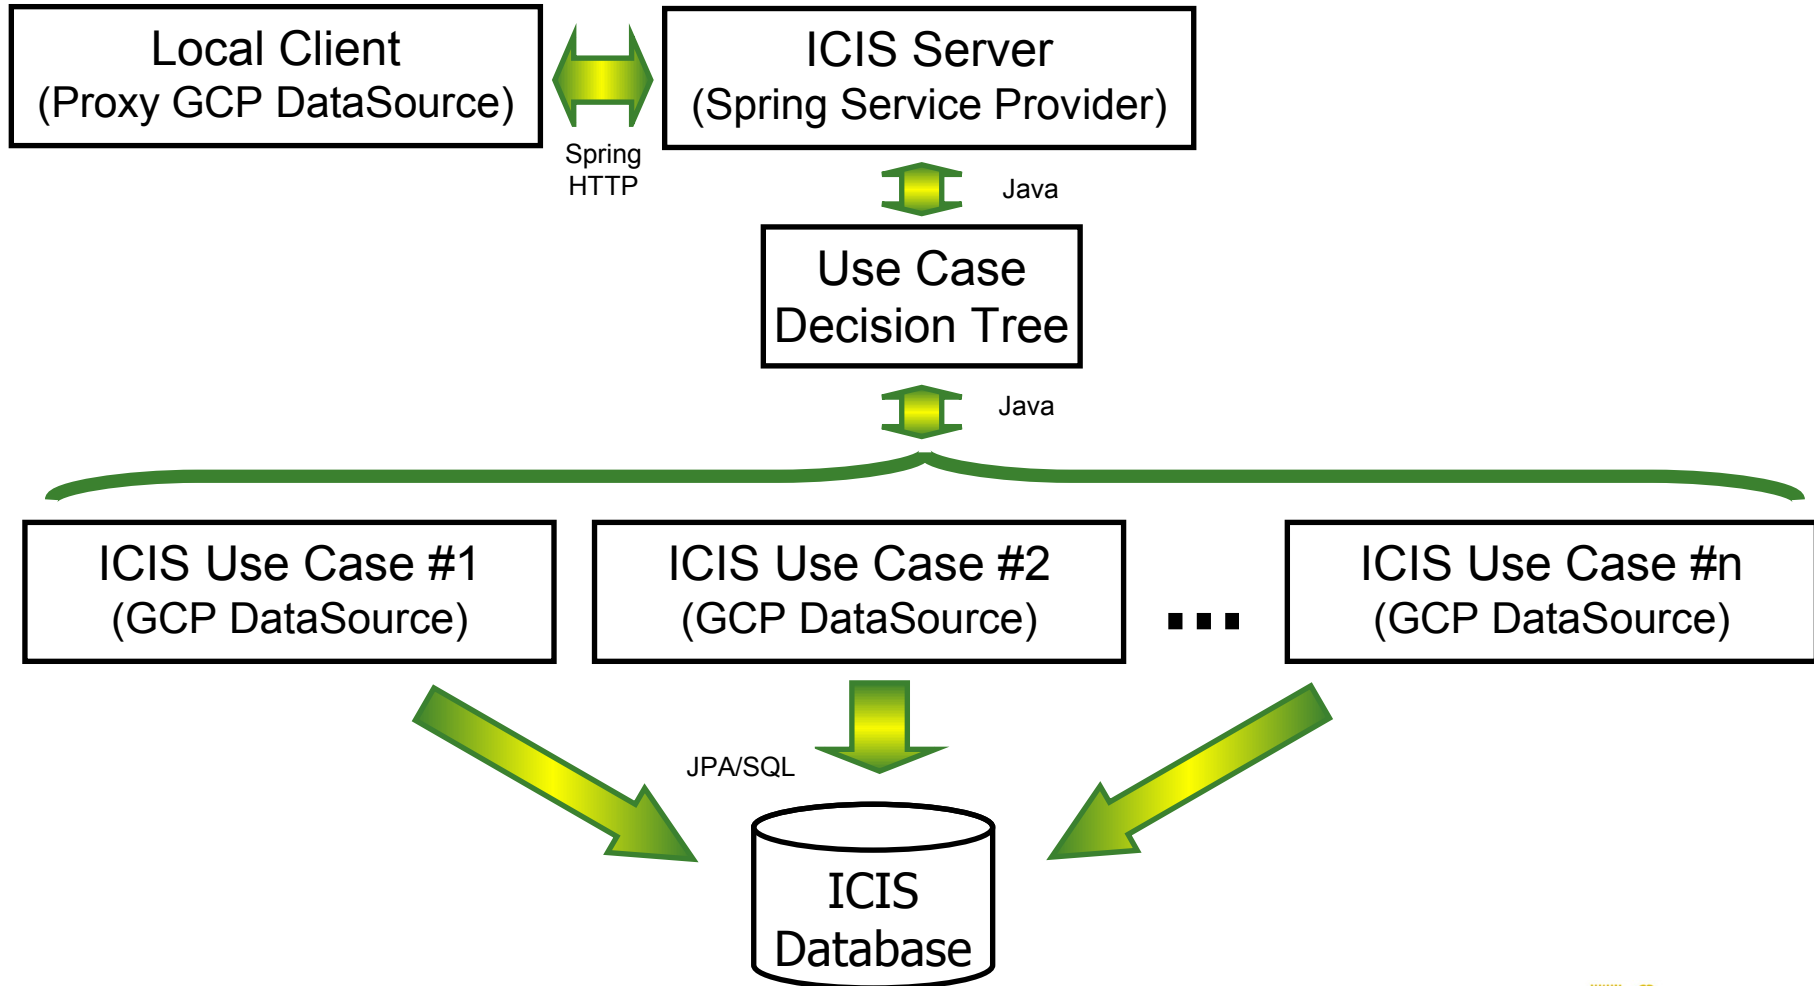 Local Client
(Proxy GCP DataSource)
Spring
HTTP
ICIS Server
(Spring Service Provider)
Java
Use Case
Decision Tree
Java
ICIS Use Case #1
(GCP DataSource)
ICIS Use Case #2
(GCP DataSource)
...
ICIS Use Case #n
(GCP DataSource)
JPA/SQL
ICIS
Database